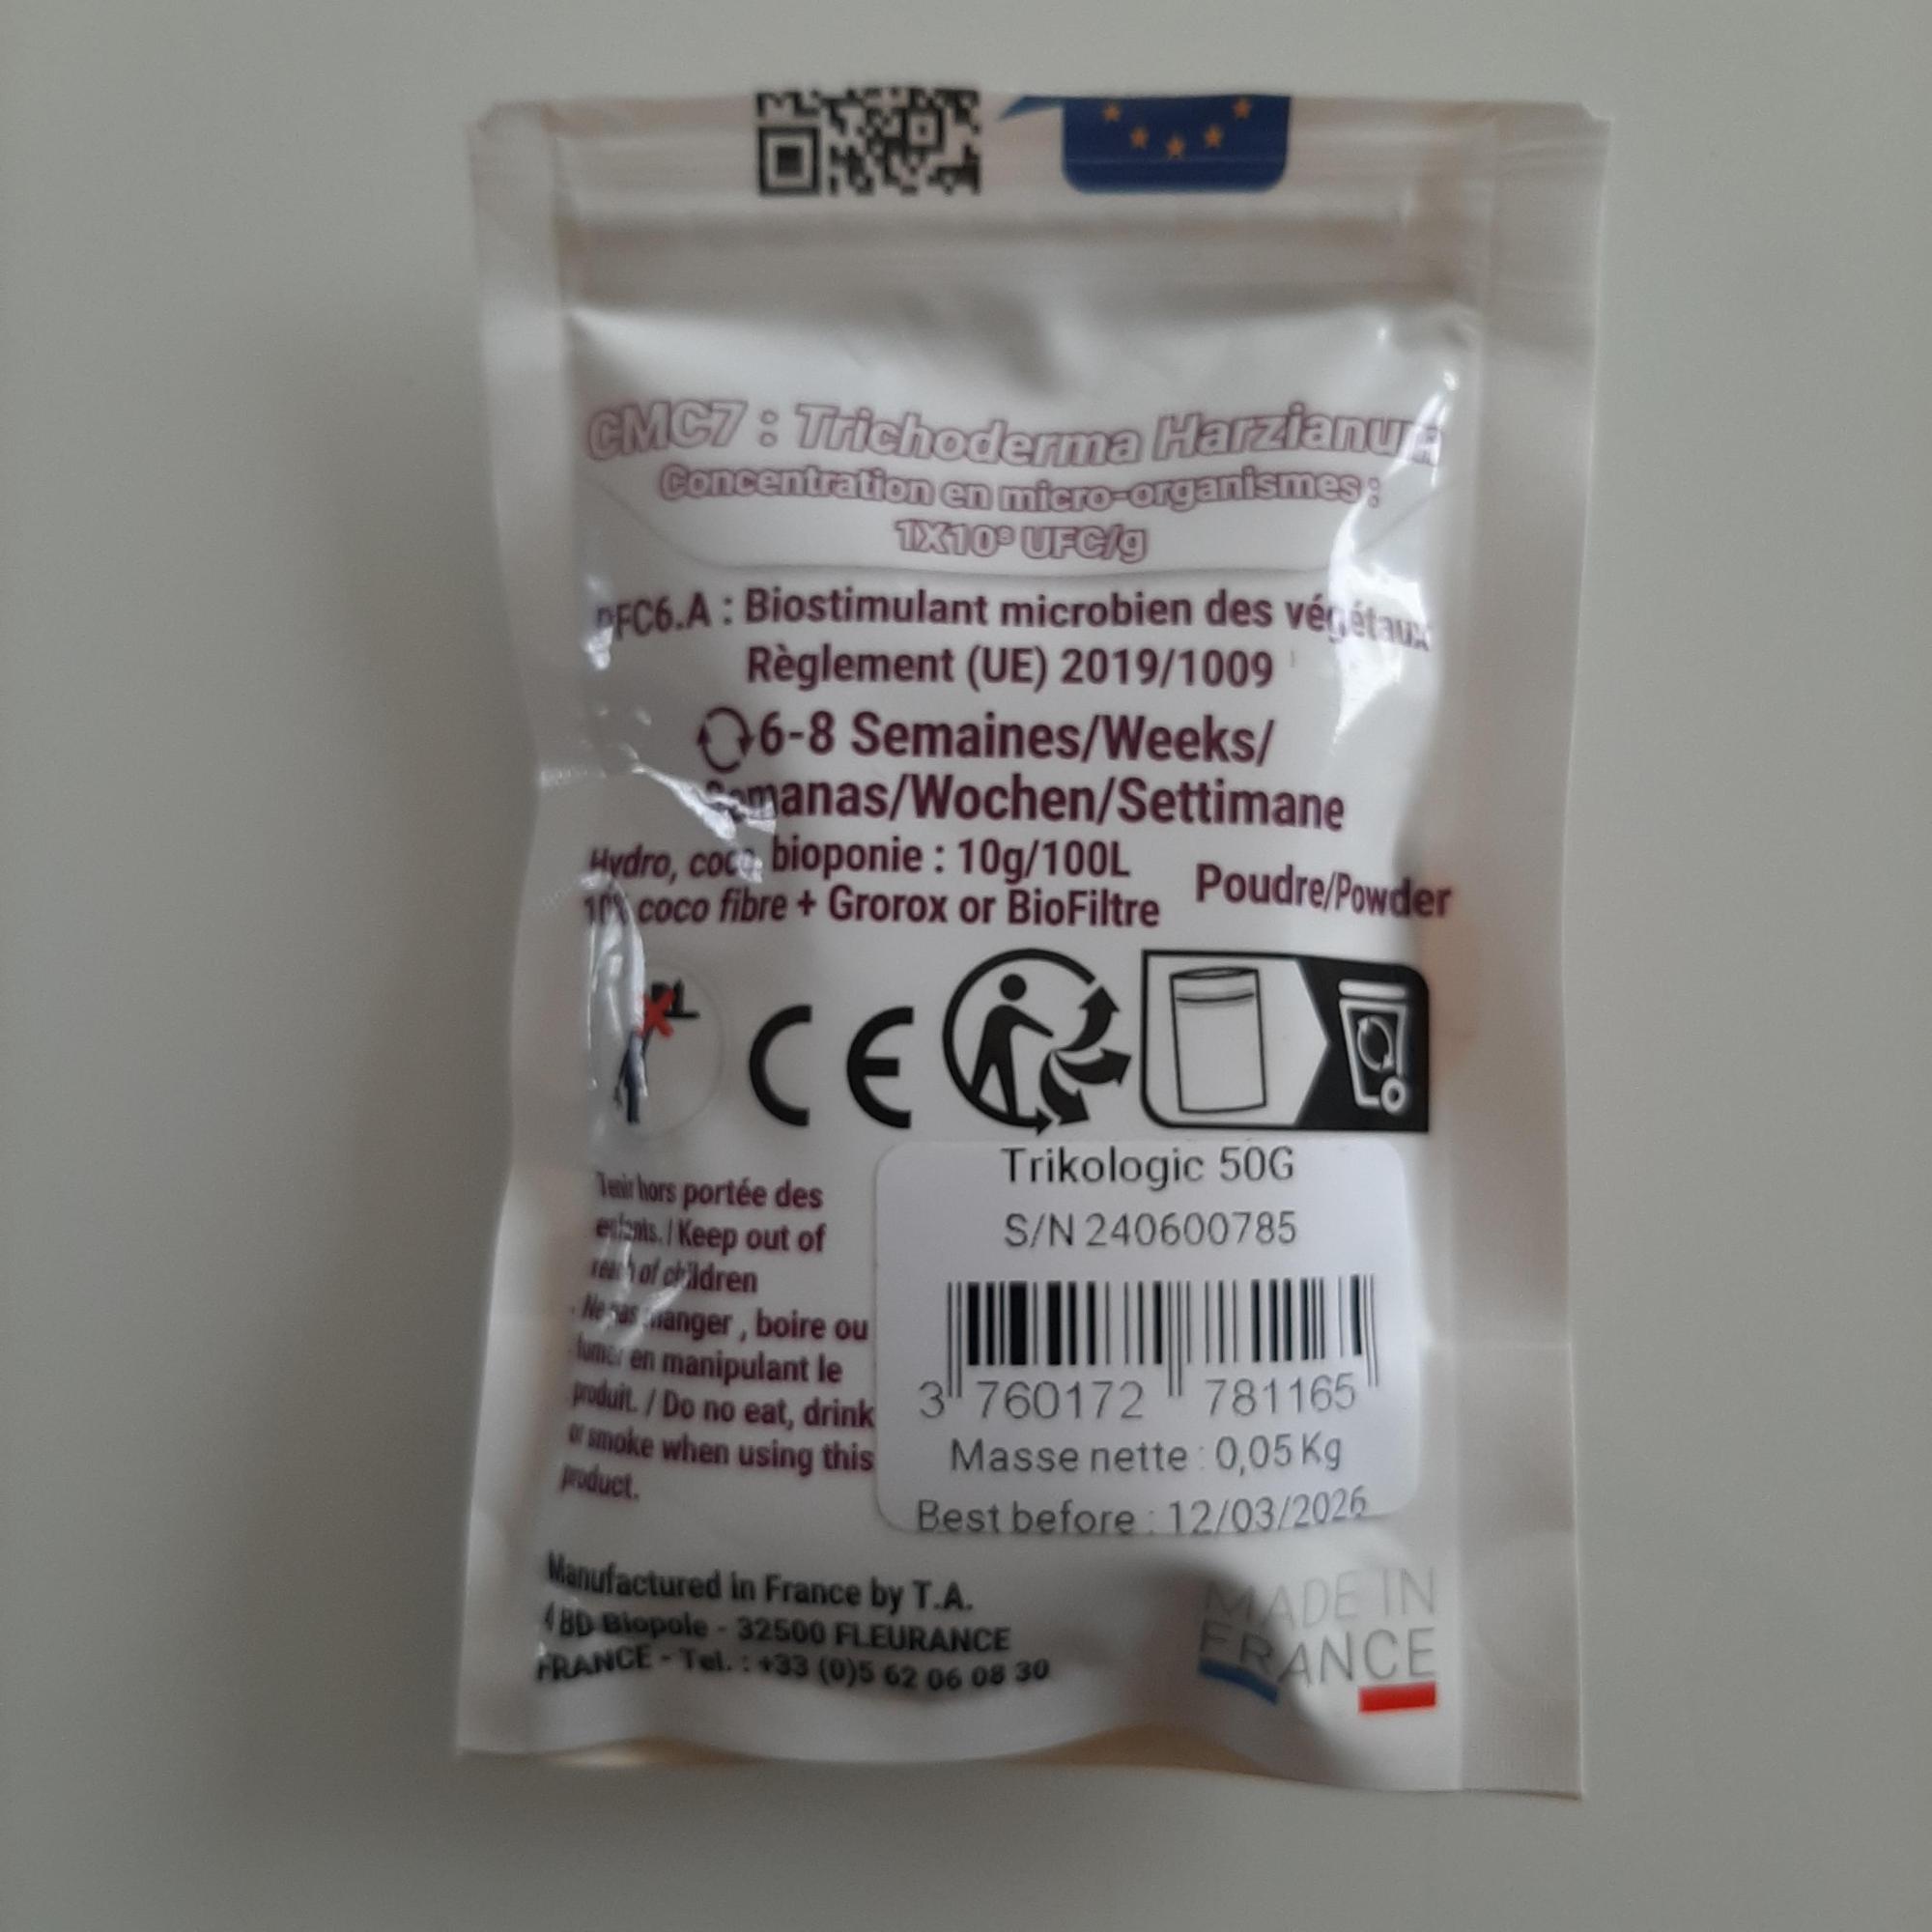 CMC7 : Trichoderma Harzianum
Concentration en micro-organismes :
1X10⁸ UFC/g
PFC6.A : Biostimulant microbien des végétaux
Règlement (UE) 2019/1009
6-8 Semaines/Weeks/
Semanas/Wochen/Settimane
Hydro, coco, bioponie : 10g/100L
10% coco fibre + Grorox or BioFiltre
Poudre/Powder
CE
Tenir hors portée des
enfants. / Keep out of
reach of children
. Ne pas manger , boire ou
fumer en manipulant le
produit. / Do no eat, drink
or smoke when using this
product.
Trikologic 50G
S/N 240600785
3 760172 781165
Masse nette : 0,05 Kg
Best before : 12/03/2026
Manufactured in France by T.A.
4 BD Biopole - 32500 FLEURANCE
FRANCE - Tel. : +33 (0)5 62 06 08 30
MADE IN
FRANCE